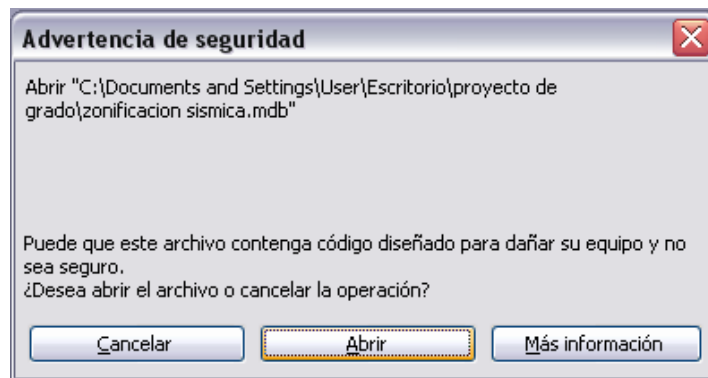 Advertencia de seguridad
Abrir "C:\Documents and Settings\User\Escritorio\proyecto de
grado\zonificacion sismica.mdb"
Puede que este archivo contenga código diseñado para dañar su equipo y no
sea seguro.
¿Desea abrir el archivo o cancelar la operación?
Cancelar Abrir Más información